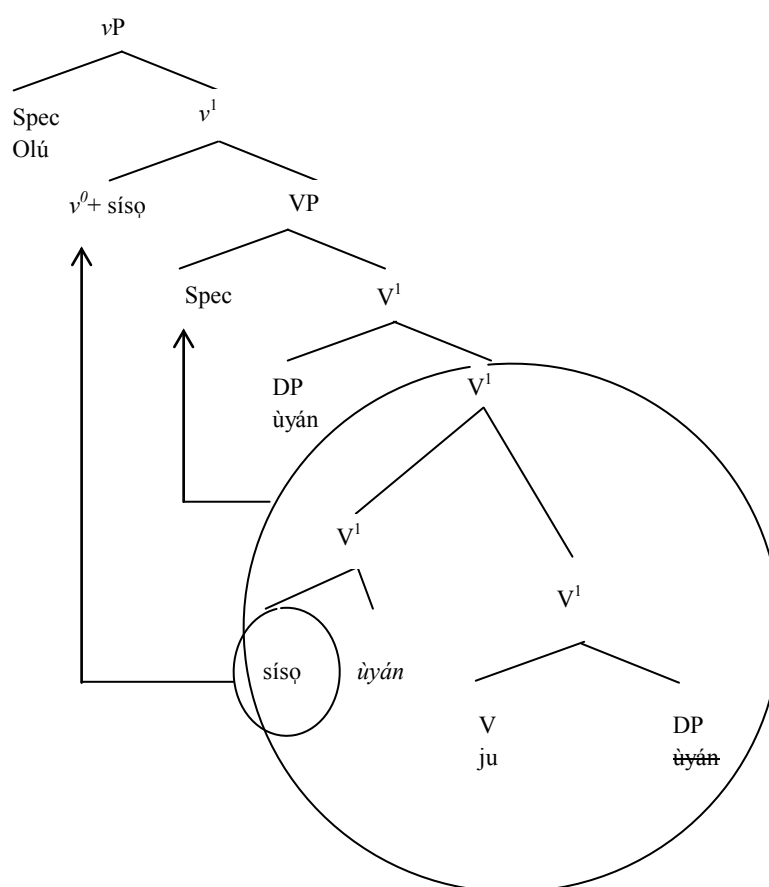 vP
Spec v¹
Olú
v⁰+ sísọ VP
Spec V¹
DP V¹
ùyán
V¹
V¹
sísọ ùyán
V DP
ju ùyán